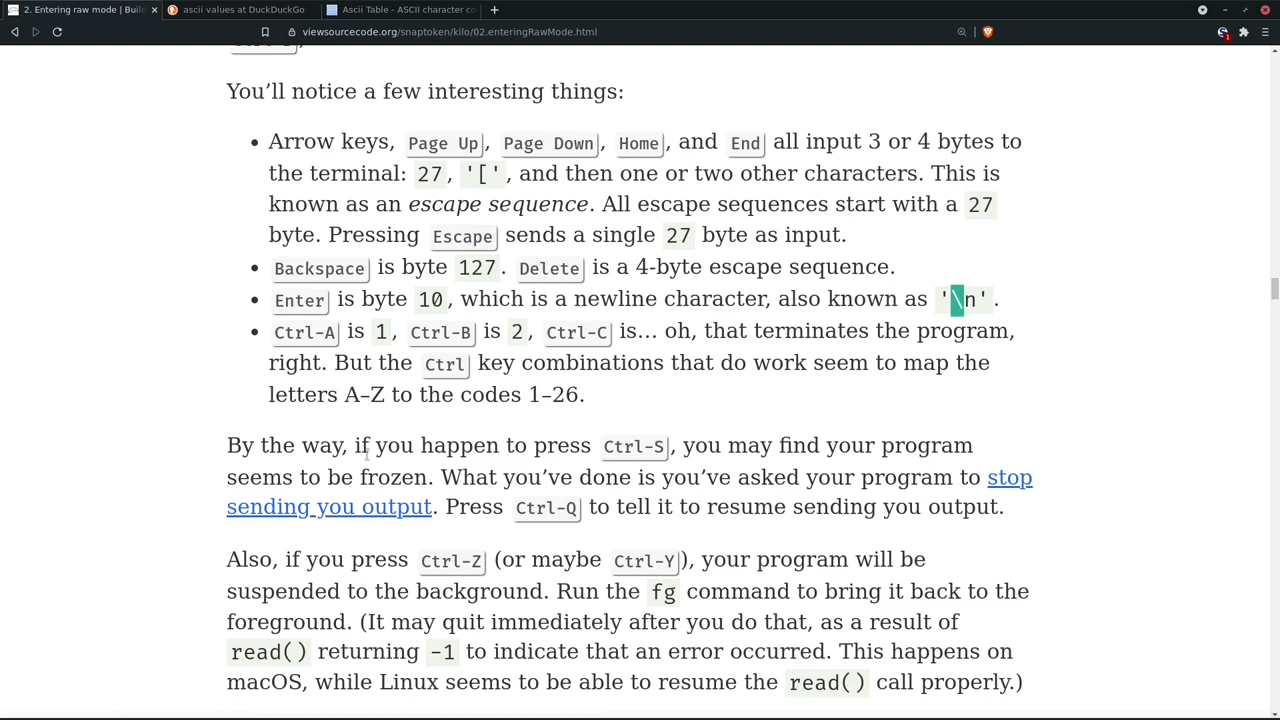 2. Entering raw mode | Buil
ascii values at DuckDuckGo
Ascii Table - ASCII character co
viewsourcecode.org/snaptoken/kilo/02.enteringRawMode.html
You’ll notice a few interesting things:
• Arrow keys, Page Up, Page Down, Home, and End all input 3 or 4 bytes to
the terminal: 27, '[', and then one or two other characters. This is
known as an escape sequence. All escape sequences start with a 27
byte. Pressing Escape sends a single 27 byte as input.
• Backspace is byte 127. Delete is a 4-byte escape sequence.
• Enter is byte 10, which is a newline character, also known as '\n'.
• Ctrl-A is 1, Ctrl-B is 2, Ctrl-C is… oh, that terminates the program,
right. But the Ctrl key combinations that do work seem to map the
letters A–Z to the codes 1–26.
By the way, if you happen to press Ctrl-S, you may find your program
seems to be frozen. What you’ve done is you’ve asked your program to stop
sending you output. Press Ctrl-Q to tell it to resume sending you output.
Also, if you press Ctrl-Z (or maybe Ctrl-Y), your program will be
suspended to the background. Run the fg command to bring it back to the
foreground. (It may quit immediately after you do that, as a result of
read() returning -1 to indicate that an error occurred. This happens on
macOS, while Linux seems to be able to resume the read() call properly.)